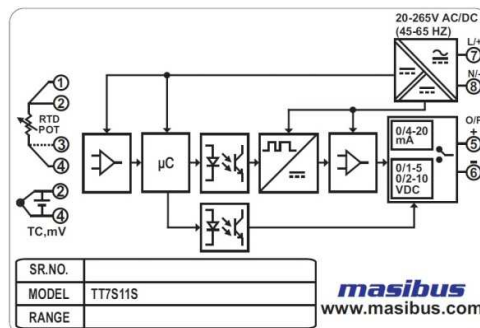 20-265V AC/DC
(45-65 HZ)
L/+
7
N/-
8
1
2
RTD
POT
3
4
2
4
TC,mV
µC
0/4-20
mA
0/1-5
0/2-10
VDC
O/P
+
5
-
6
SR.NO.
MODEL TT7S11S
RANGE
masibus
www.masibus.com